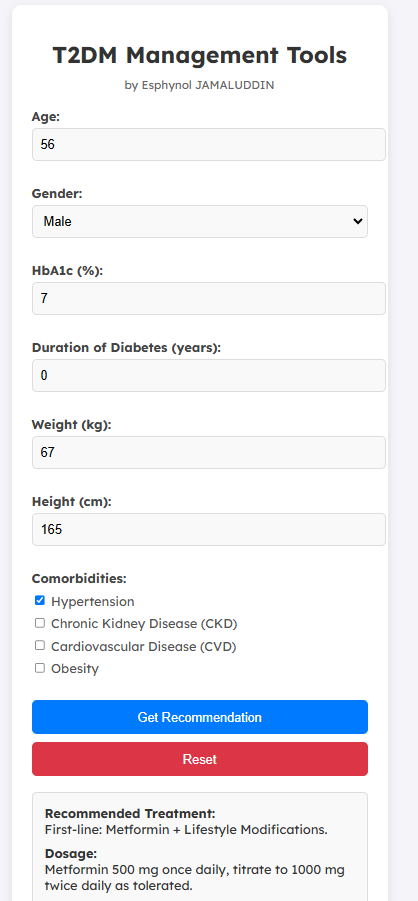 T2DM Management Tools
by Esphynol JAMALUDDIN
Age:
56
Gender:
Male
HbA1c (%):
7
Duration of Diabetes (years):
0
Weight (kg):
67
Height (cm):
165
Comorbidities:
Hypertension
Chronic Kidney Disease (CKD)
Cardiovascular Disease (CVD)
Obesity
Get Recommendation
Reset
Recommended Treatment:
First-line: Metformin + Lifestyle Modifications.
Dosage:
Metformin 500 mg once daily, titrate to 1000 mg
twice daily as tolerated.